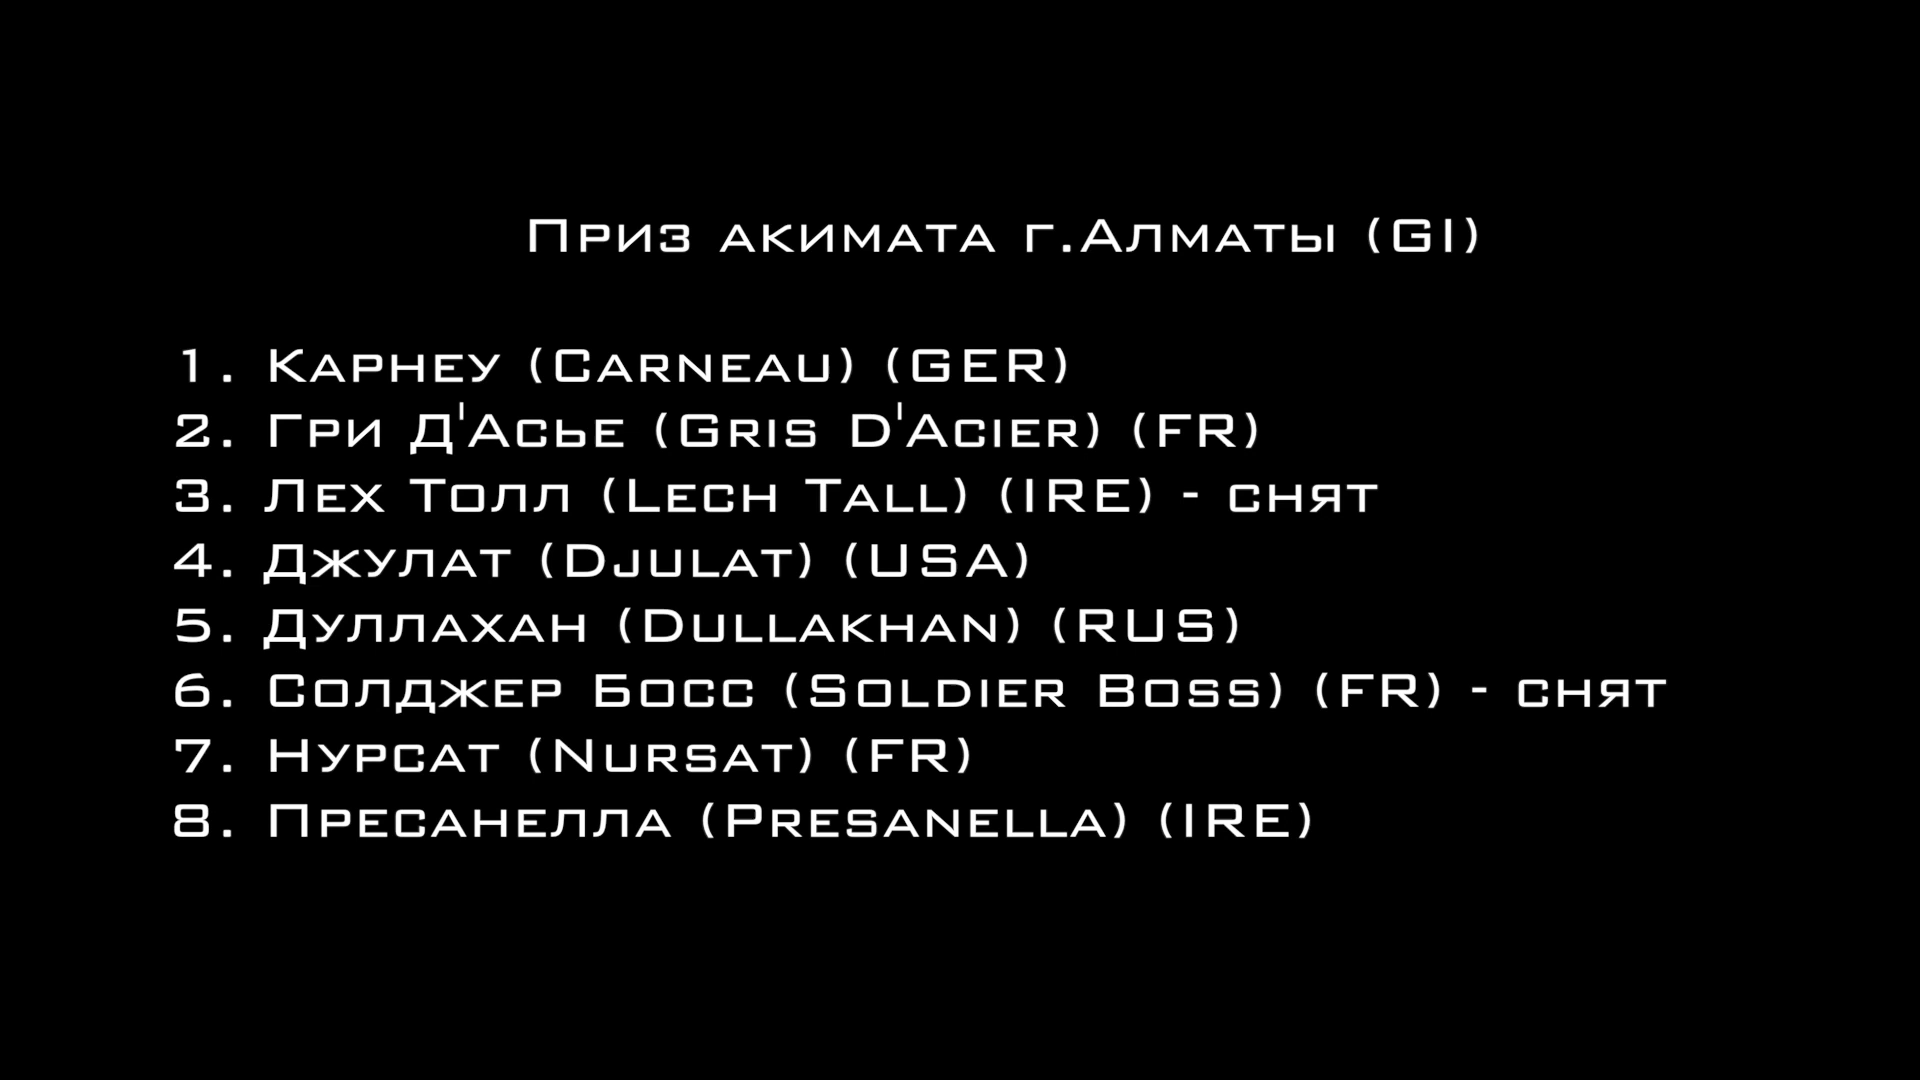 Приз акимата г.Алматы (GI)
1. Карнеу (Carneau) (GER)
2. Гри Д'Асье (Gris D'Acier) (FR)
3. Лех Толл (Lech Tall) (IRE) - снят
4. Джулат (Djulat) (USA)
5. Дуллахан (Dullakhan) (RUS)
6. Солджер Босс (Soldier Boss) (FR) - снят
7. Нурсат (Nursat) (FR)
8. Пресанелла (Presanella) (IRE)